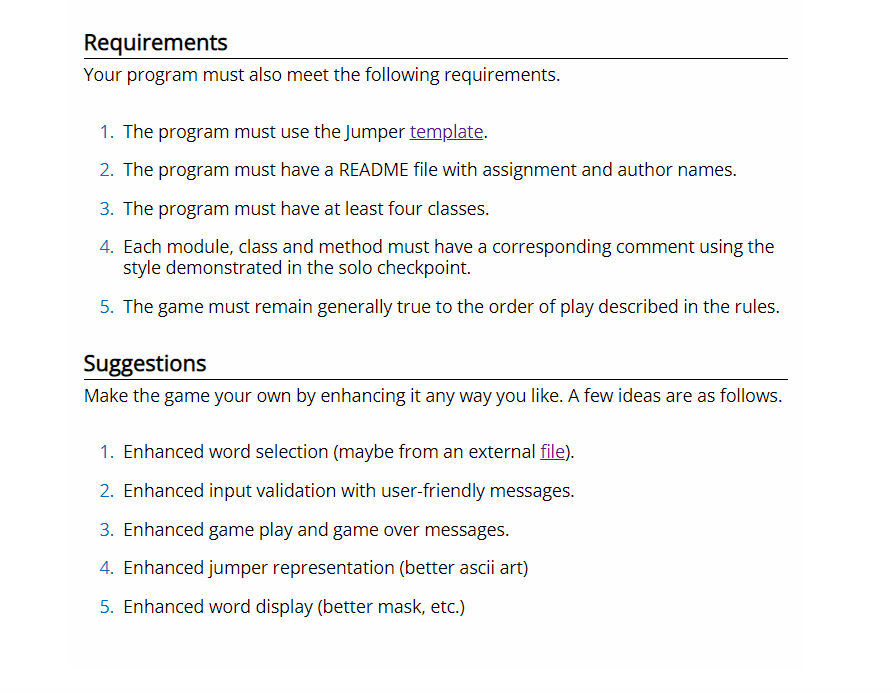 Requirements
Your program must also meet the following requirements.
1. The program must use the Jumper template.
2. The program must have a README file with assignment and author names.
3. The program must have at least four classes.
4. Each module, class and method must have a corresponding comment using the
style demonstrated in the solo checkpoint.
5. The game must remain generally true to the order of play described in the rules.
Suggestions
Make the game your own by enhancing it any way you like. A few ideas are as follows.
1. Enhanced word selection (maybe from an external file).
2. Enhanced input validation with user-friendly messages.
3. Enhanced game play and game over messages.
4. Enhanced jumper representation (better ascii art)
5. Enhanced word display (better mask, etc.)